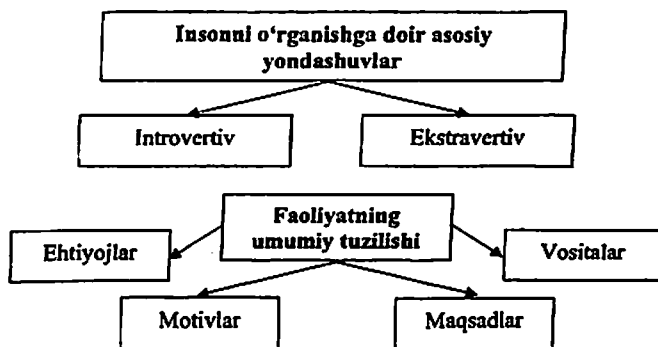 Insonni o‘rganishga doir asosiy
yondashuvlar
Introvertiv
Ekstravertiv
Faoliyatning
umumiy tuzilishi
Ehtiyojlar
Vositalar
Motivlar
Maqsadlar